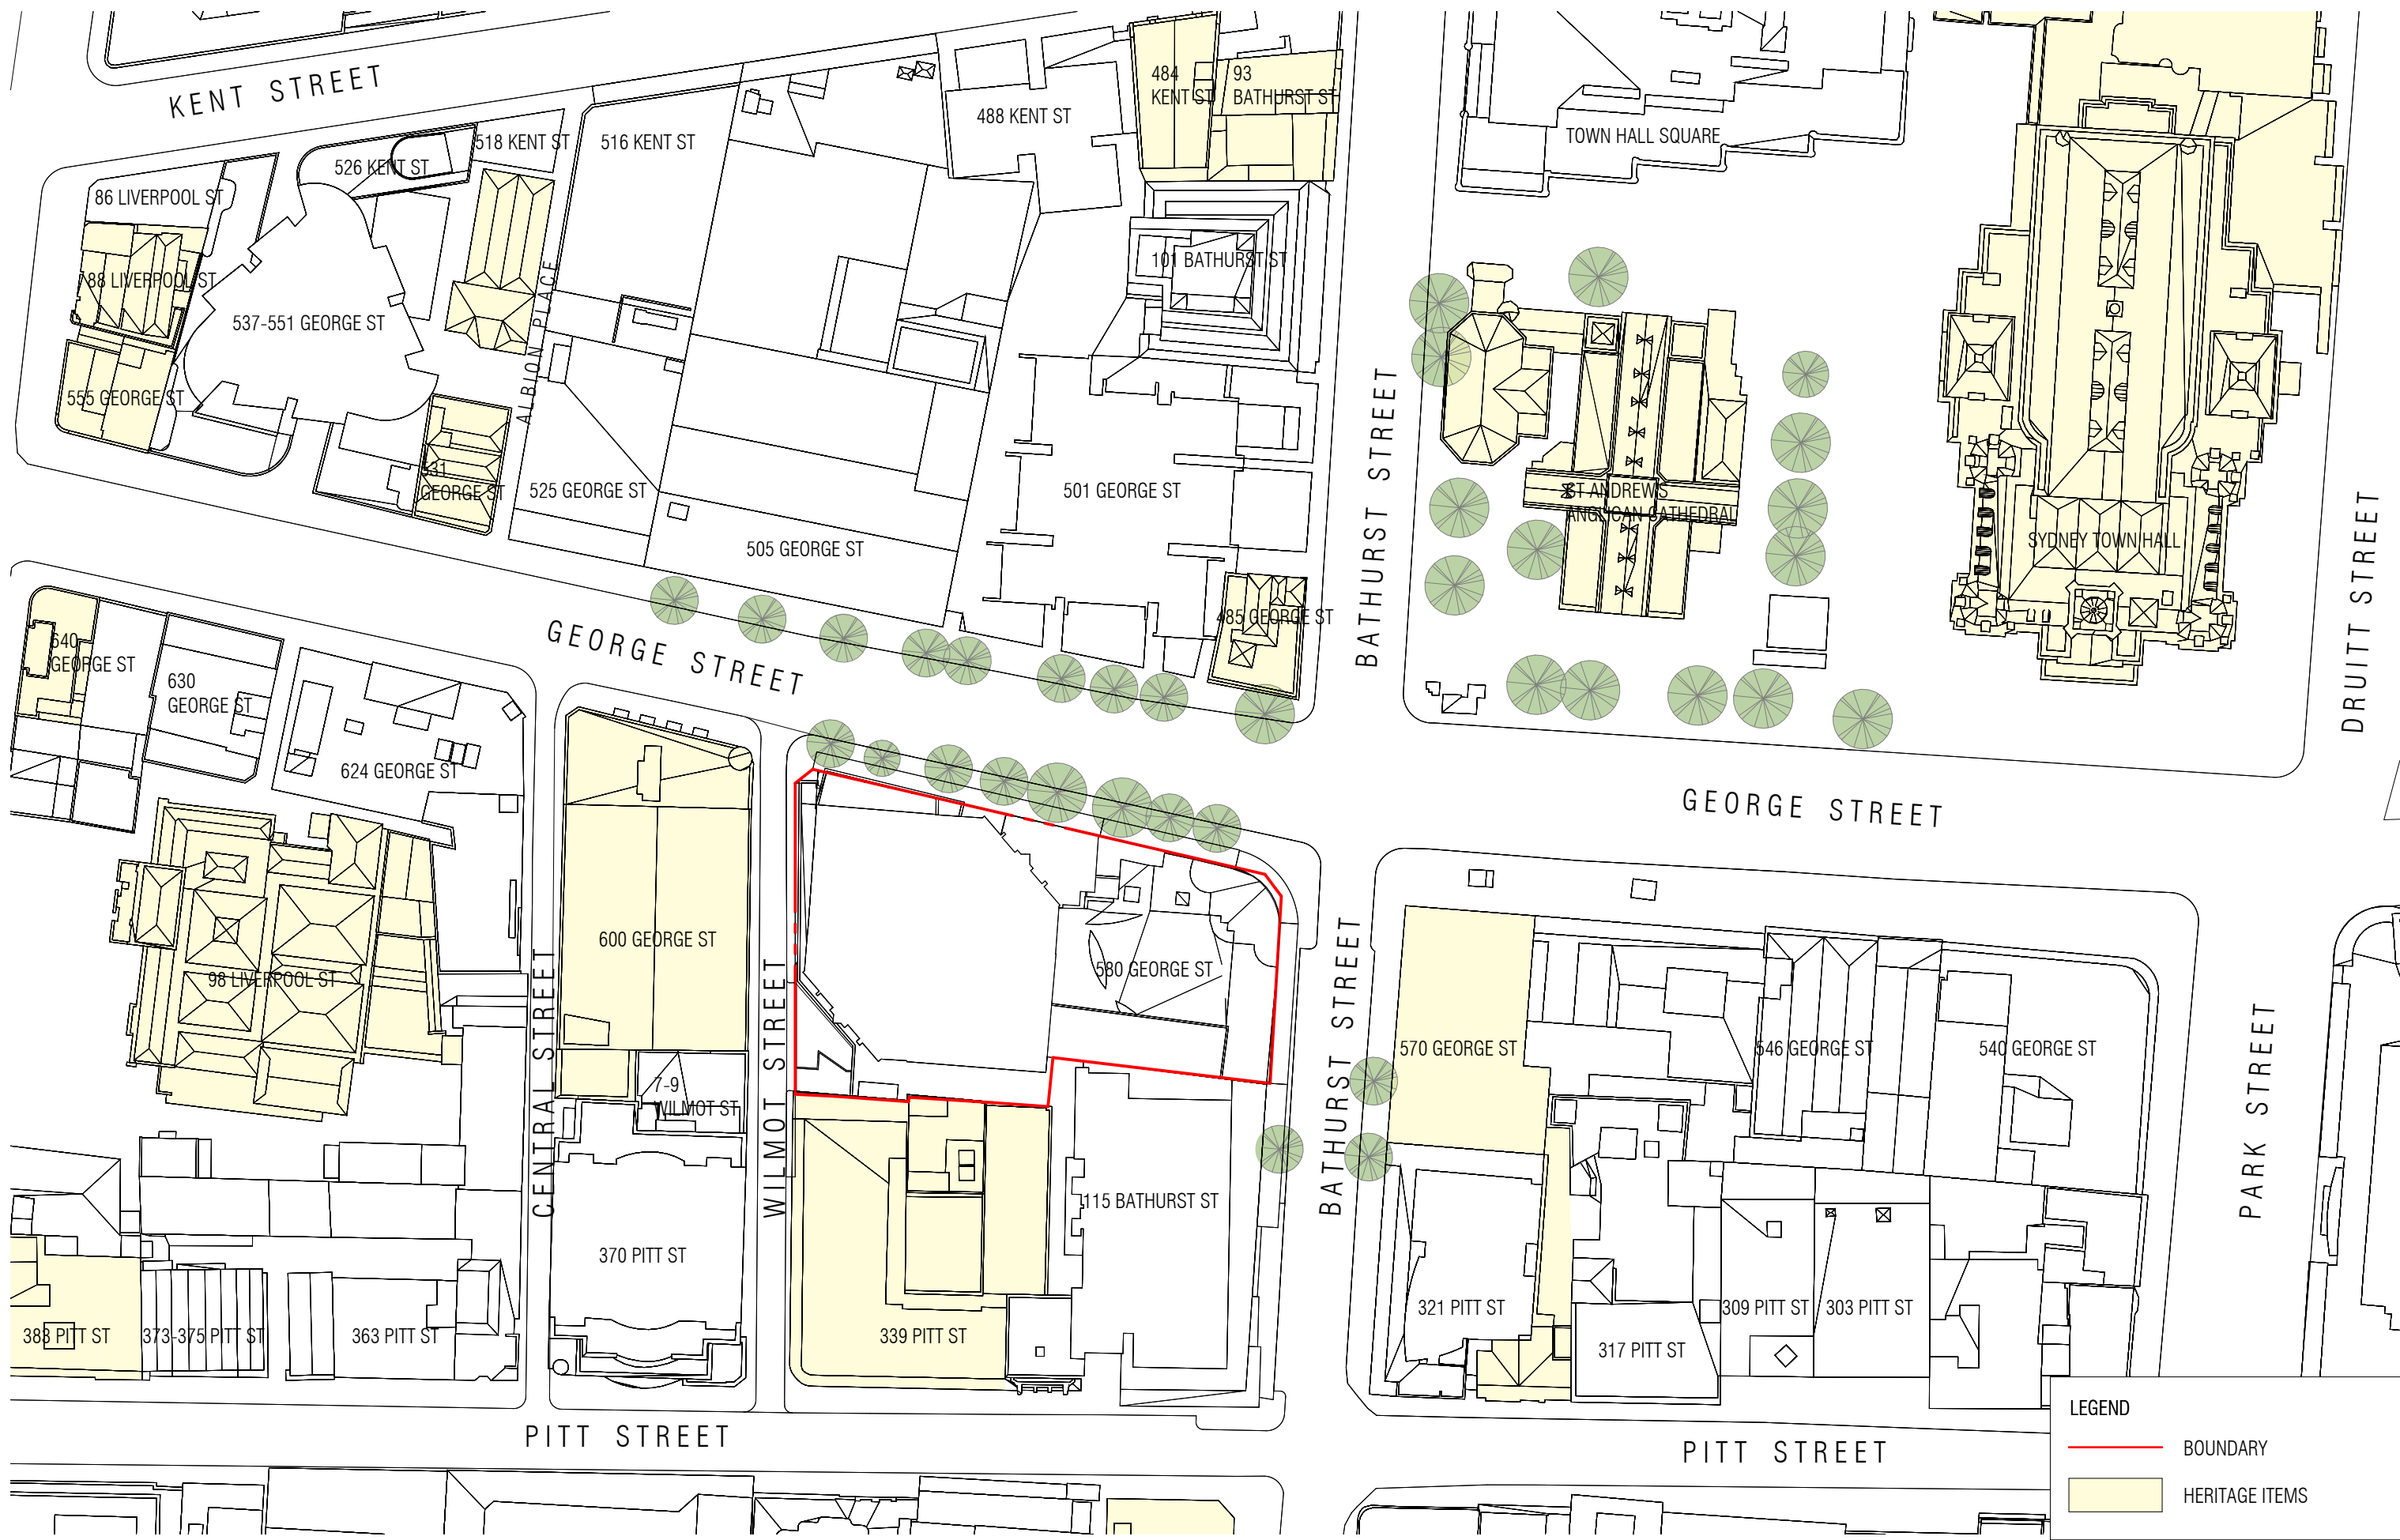 KENT STREET
484
KENT ST
93
BATHURST ST
488 KENT ST
518 KENT ST
516 KENT ST
526 KENT ST
TOWN HALL SQUARE
86 LIVERPOOL ST
88 LIVERPOOL ST
101 BATHURST ST
537-551 GEORGE ST
ALBION PLACE
555 GEORGE ST
531
GEORGE ST
525 GEORGE ST
501 GEORGE ST
BATHURST STREET
ST ANDREWS
ANGLICAN CATHEDRAL
SYDNEY TOWN HALL
DRUITT STREET
505 GEORGE ST
485 GEORGE ST
GEORGE STREET
640
GEORGE ST
630
GEORGE ST
624 GEORGE ST
GEORGE STREET
600 GEORGE ST
98 LIVERPOOL ST
580 GEORGE ST
CENTRAL STREET
WILMOT STREET
BATHURST STREET
570 GEORGE ST
546 GEORGE ST
540 GEORGE ST
PARK STREET
7-9
WILMOT ST
115 BATHURST ST
370 PITT ST
383 PITT ST
373-375 PITT ST
363 PITT ST
339 PITT ST
321 PITT ST
317 PITT ST
309 PITT ST
303 PITT ST
PITT STREET
PITT STREET
LEGEND
BOUNDARY
HERITAGE ITEMS